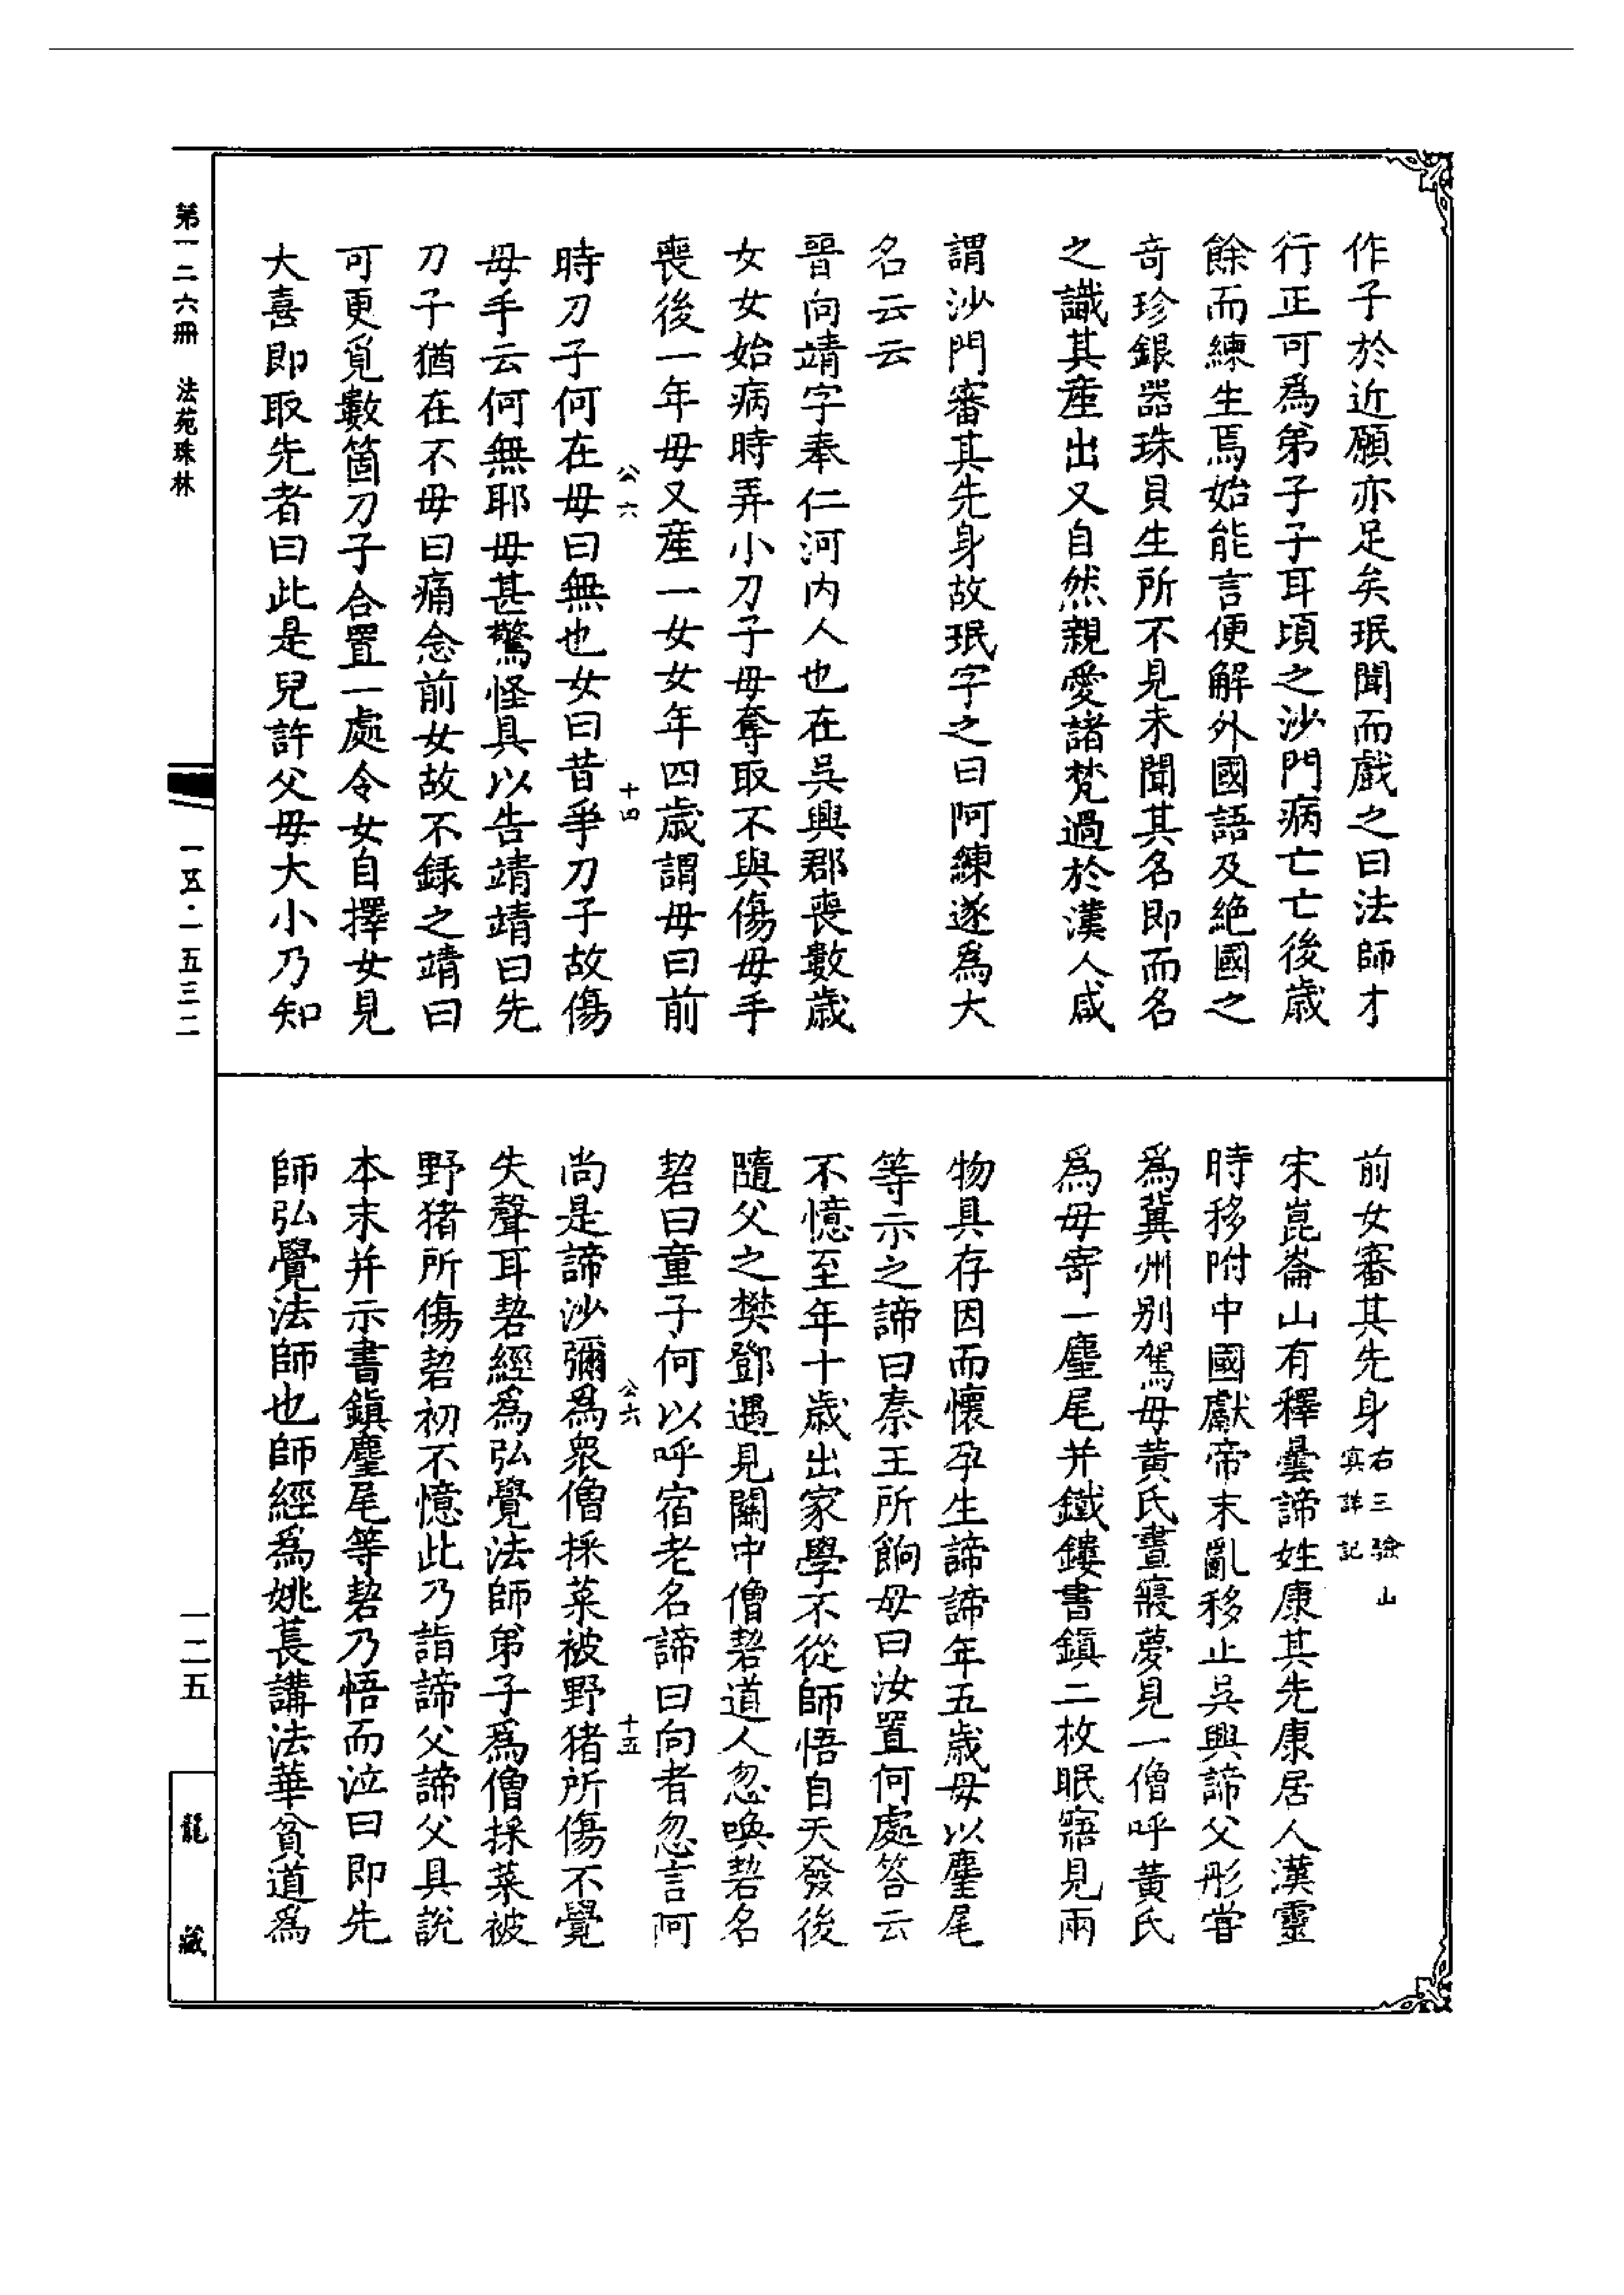 作子於近願亦足矣珉聞而戲之曰法師才
行正可為弟子子耳頃之沙門病亡亡後歲
餘而練生焉始能言便解外國語及絕國之
奇珍銀器珠貝生所不見未聞其名即而名
之識其產出又自然親愛諸梵過於漢人咸
謂沙門審其先身故珉字之曰阿練遂為大
名云云
晉向靖字奉仁河內人也在吳興郡喪數歲
女女始病時弄小刀子母奪取不與傷母手
喪後一年母又產一女女年四歲謂母曰前
公六 十四
時刀子何在母曰無也女曰昔爭刀子故傷
母手云何無耶母甚驚怪具以告靖靖曰先
刀子猶在不母曰痛念前女故不錄之靖曰
可更覓數箇刀子合置一處令女自擇女見
大喜即取先者曰此是兒許父母大小乃知
前女審其先身右三驗山冥詳記
宋崑崙山有釋曇諦姓康其先康居人漢靈
時移附中國獻帝末亂移止吳興諦父肜甞
為冀州別駕母黃氏晝寢夢見一僧呼黃氏
為母寄一麈尾并鐵鏤書鎮二枚眠寤見兩
物具存因而懷孕生諦諦年五歲母以麈尾
等示之諦曰秦王所餉母曰汝置何處答云
不憶至年十歲出家學不從師悟自天發後
隨父之樊鄧遇見關中僧䂮道人忽喚䂮名
䂮曰童子何以呼宿老名諦曰向者忽言阿
公六 十五
尚是諦沙彌為眾僧採菜被野猪所傷不覺
失聲耳䂮經為弘覺法師弟子為僧採菜被
野猪所傷䂮初不憶此乃詣諦父諦父具說
本末并示書鎮麈尾等䂮乃悟而泣曰即先
師弘覺法師也師經為姚萇講法華貧道為
第一二六冊 法苑珠林
一五·一五三二
一二五
龍藏